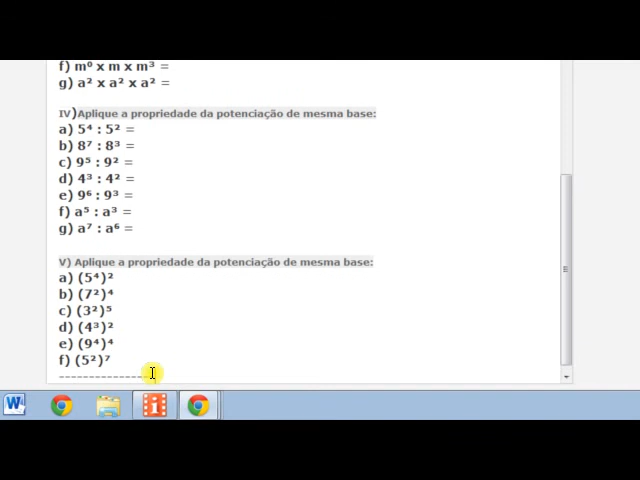 f) m⁰ x m x m³ =
g) a² x a² x a² =
IV)Aplique a propriedade da potenciação de mesma base:
a) 5⁴ : 5² =
b) 8⁷ : 8³ =
c) 9⁵ : 9² =
d) 4³ : 4² =
e) 9⁶ : 9³ =
f) a⁵ : a³ =
g) a⁷ : a⁶ =
V) Aplique a propriedade da potenciação de mesma base:
a) (5⁴)²
b) (7²)⁴
c) (3²)⁵
d) (4³)²
e) (9⁴)⁴
f) (5²)⁷
----------------